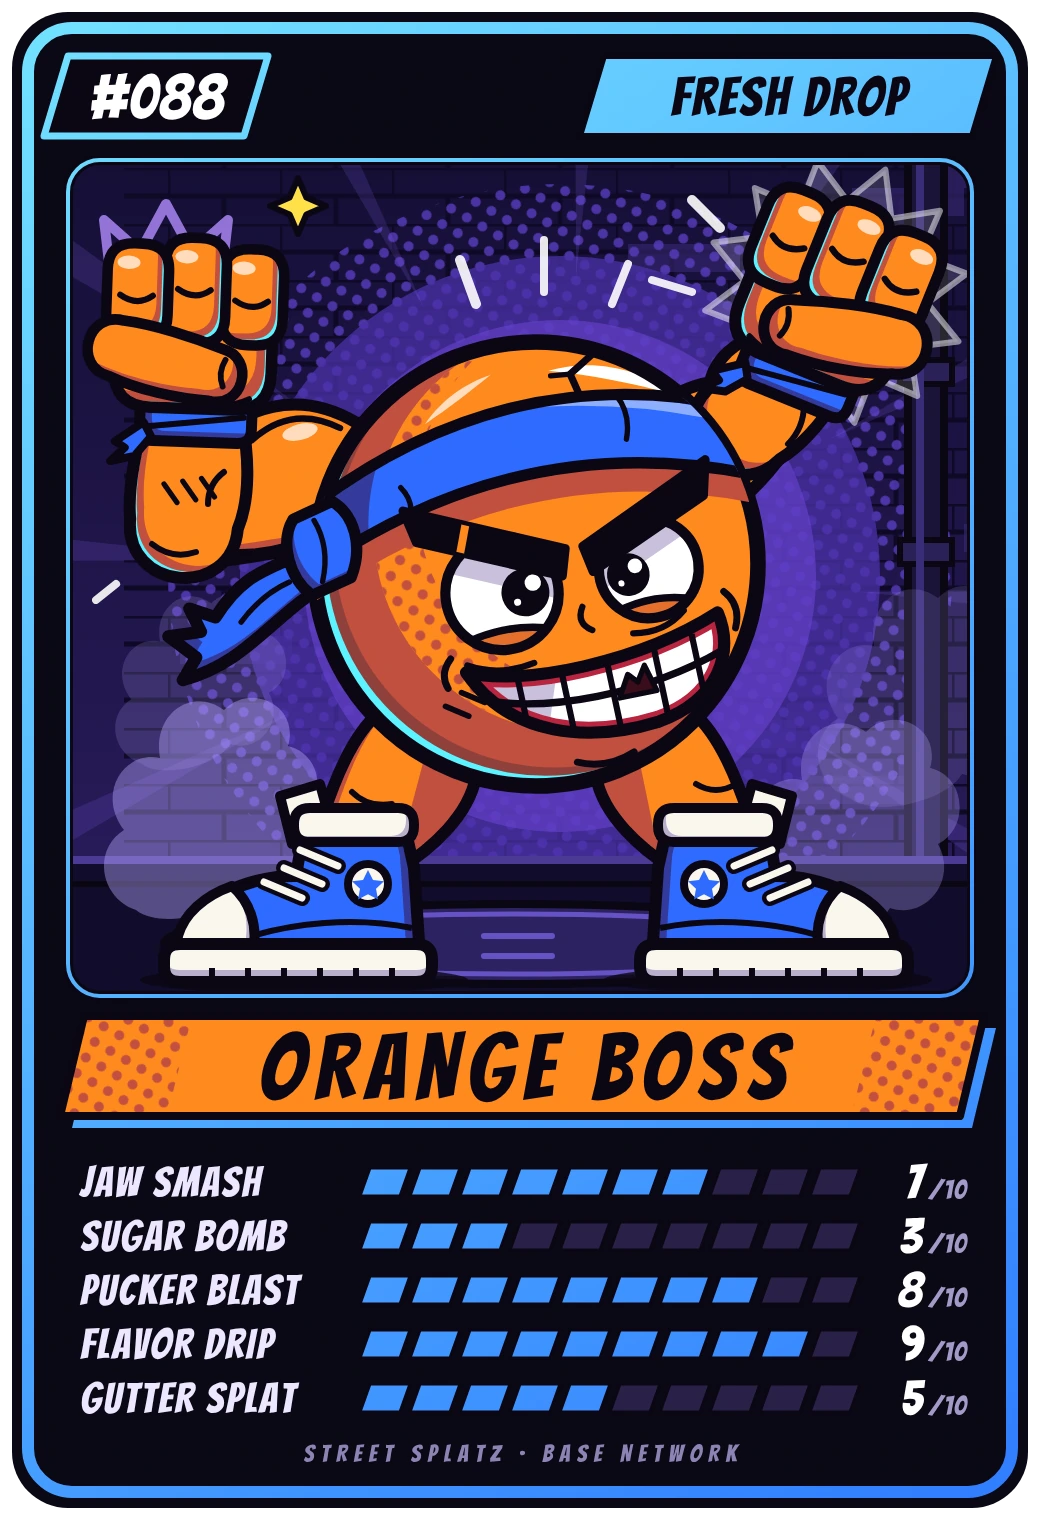 #088
FRESH DROP
ORANGE BOSS
JAW SMASH 7/10
SUGAR BOMB 3/10
PUCKER BLAST 8/10
FLAVOR DRIP 9/10
GUTTER SPLAT 5/10
STREET SPLATZ · BASE NETWORK